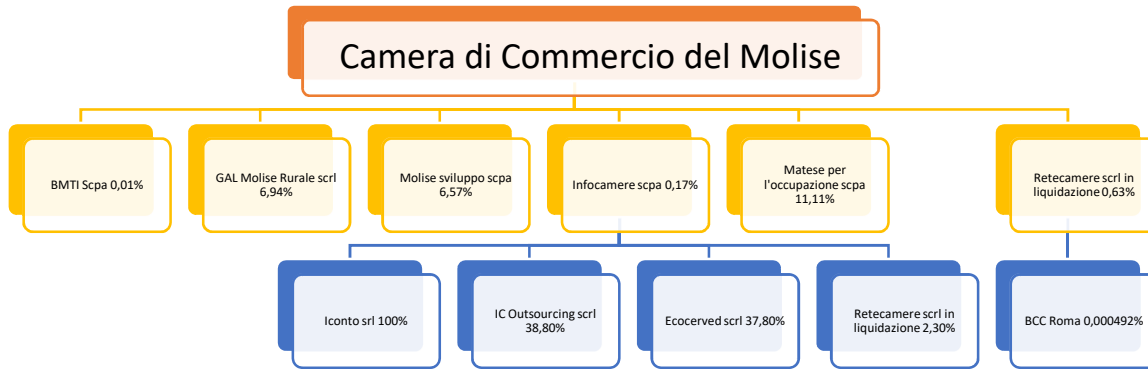 Camera di Commercio del Molise
BMTI Scpa 0,01%
GAL Molise Rurale scrl
6,94%
Molise sviluppo scpa
6,57%
Infocamere scpa 0,17%
Matese per
l'occupazione scpa
11,11%
Retecamere scrl in
liquidazione 0,63%
Iconto srl 100%
IC Outsourcing scrl
38,80%
Ecocerved scrl 37,80%
Retecamere scrl in
liquidazione 2,30%
BCC Roma 0,000492%